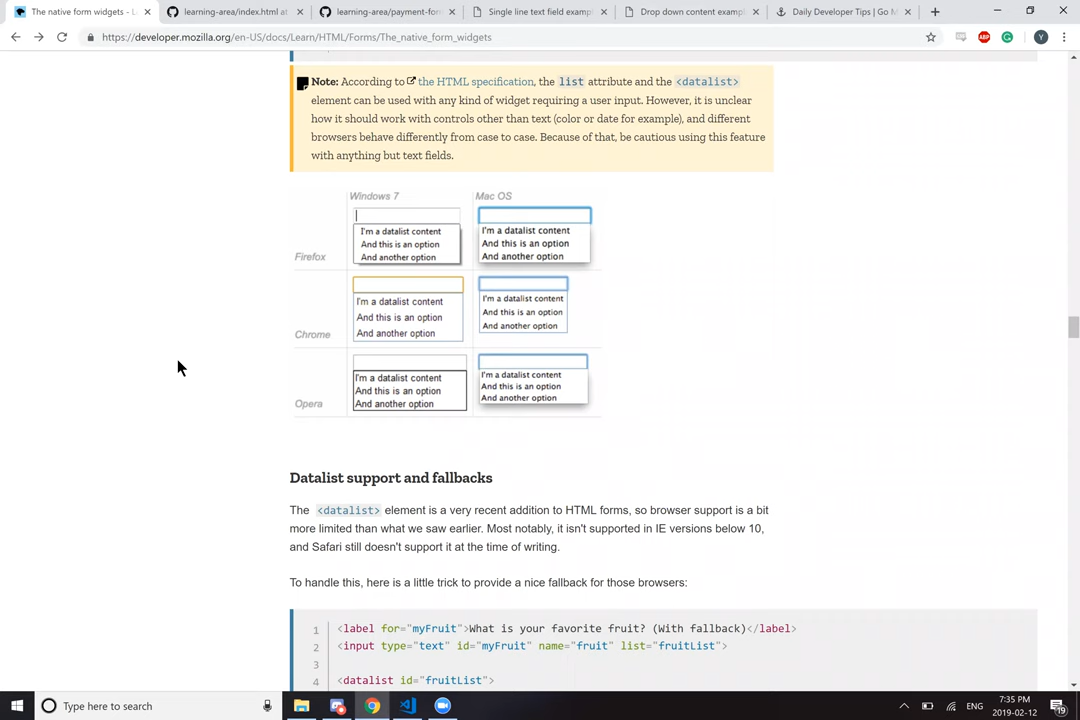 The native form widgets - L
learning-area/index.html at
learning-area/payment-for
Single line text field examp
Drop down content exampl
Daily Developer Tips | Go M
https://developer.mozilla.org/en-US/docs/Learn/HTML/Forms/The_native_form_widgets
ABP
Y
Note: According to the HTML specification, the list attribute and the <datalist>
element can be used with any kind of widget requiring a user input. However, it is unclear
how it should work with controls other than text (color or date for example), and different
browsers behave differently from case to case. Because of that, be cautious using this feature
with anything but text fields.
Windows 7 Mac OS
I'm a datalist content I'm a datalist content
And this is an option And this is an option
Firefox And another option And another option
I'm a datalist content I'm a datalist content
And this is an option And this is an option
Chrome And another option And another option
I'm a datalist content I'm a datalist content
And this is an option And this is an option
Opera And another option And another option
Datalist support and fallbacks
The <datalist> element is a very recent addition to HTML forms, so browser support is a bit
more limited than what we saw earlier. Most notably, it isn't supported in IE versions below 10,
and Safari still doesn't support it at the time of writing.
To handle this, here is a little trick to provide a nice fallback for those browsers:
1 <label for="myFruit">What is your favorite fruit? (With fallback)</label>
2 <input type="text" id="myFruit" name="fruit" list="fruitList">
3
4 <datalist id="fruitList">
Type here to search
ENG
7:35 PM
2019-02-12
19